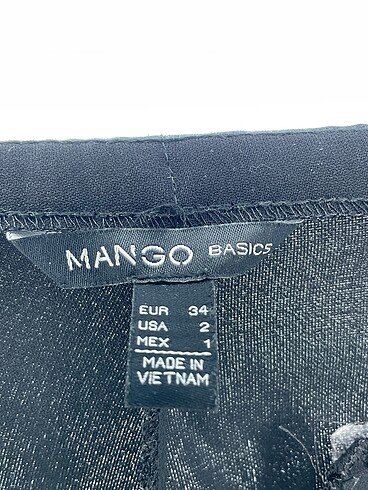 MANGO BASICS
EUR 34
USA 2
MEX 1
MADE IN
VIETNAM